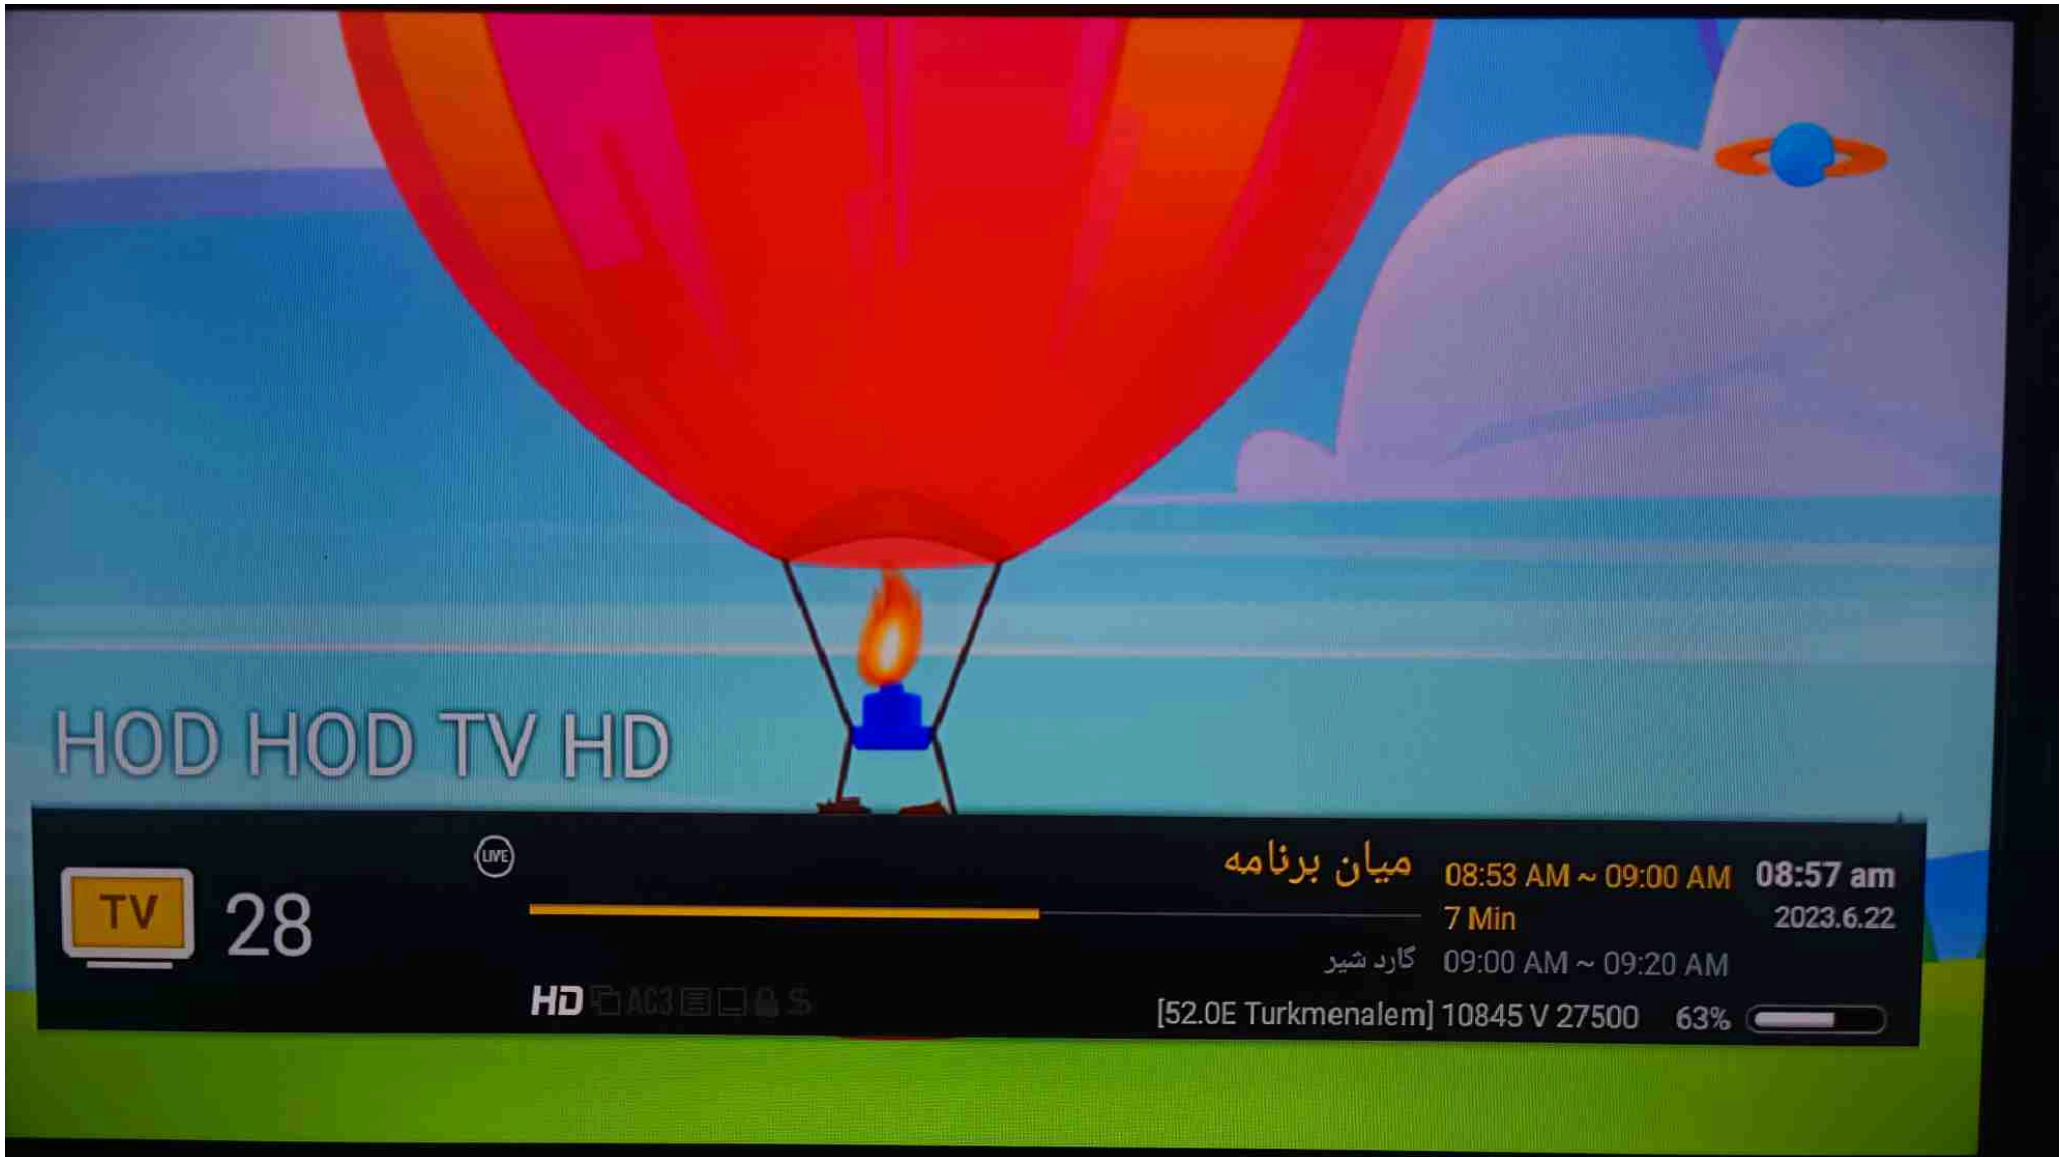 HOD HOD TV HD
TV
28
LIVE
میان برنامه
08:53 AM ~ 09:00 AM
08:57 am
7 Min
2023.6.22
گارد شیر
09:00 AM ~ 09:20 AM
HD AC3 $
[52.0E Turkmenalem] 10845 V 27500 63%